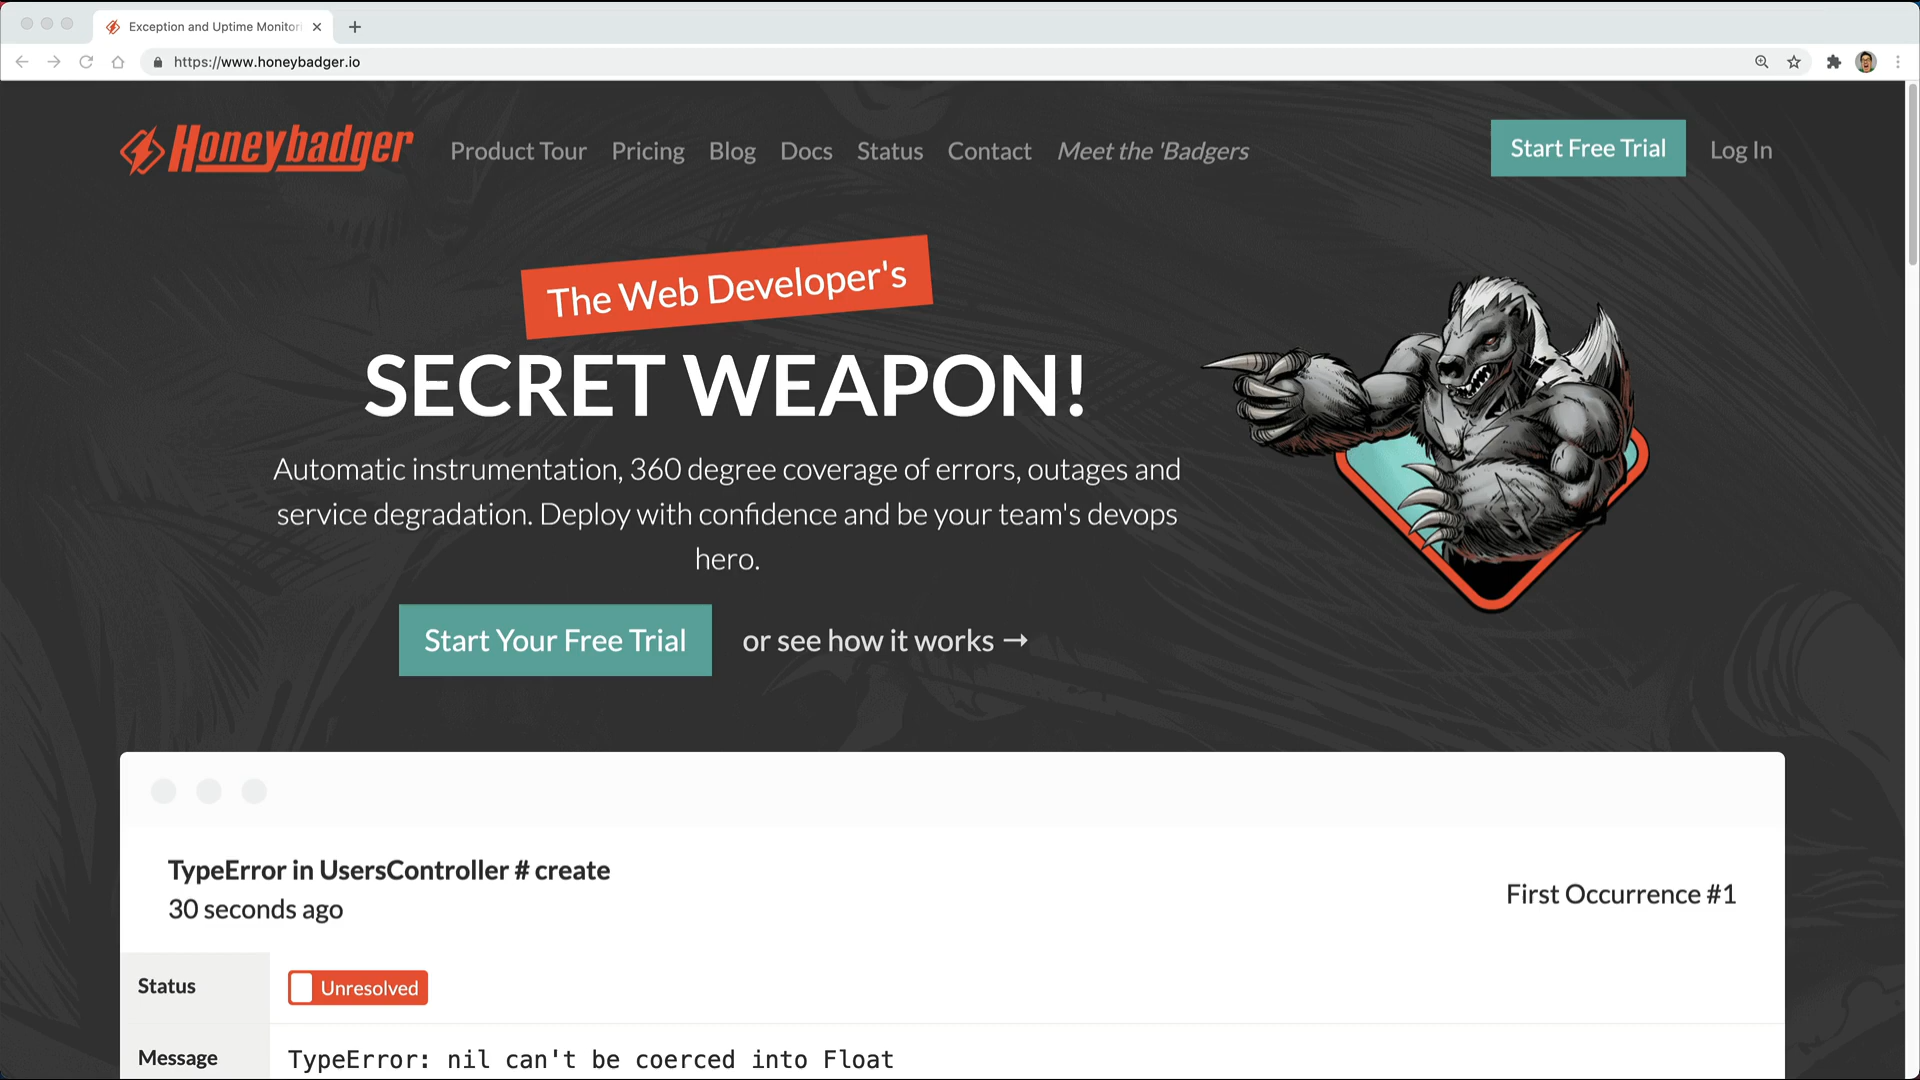 Exception and Uptime Monitori
https://www.honeybadger.io
Honeybadger
Product Tour
Pricing
Blog
Docs
Status
Contact
Meet the 'Badgers
Start Free Trial
Log In
The Web Developer's
SECRET WEAPON!
Automatic instrumentation, 360 degree coverage of errors, outages and
service degradation. Deploy with confidence and be your team's devops
hero.
Start Your Free Trial
or see how it works →
TypeError in UsersController # create
30 seconds ago
First Occurrence #1
Status
Unresolved
Message
TypeError: nil can't be coerced into Float